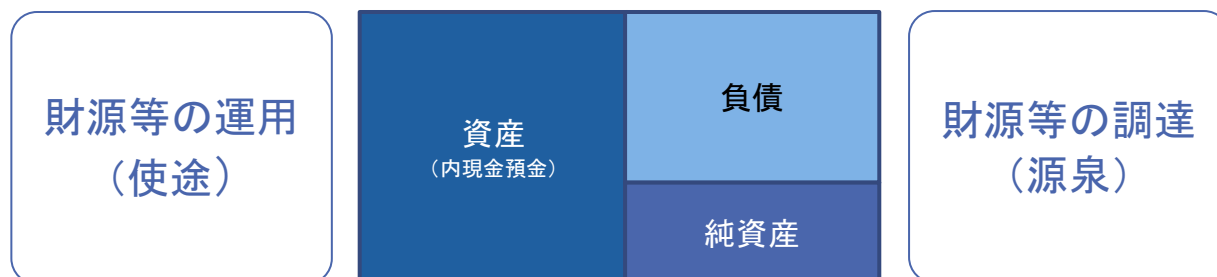 財源等の運用
（使途）
資産
（内現金預金）
負債
純資産
財源等の調達
（源泉）